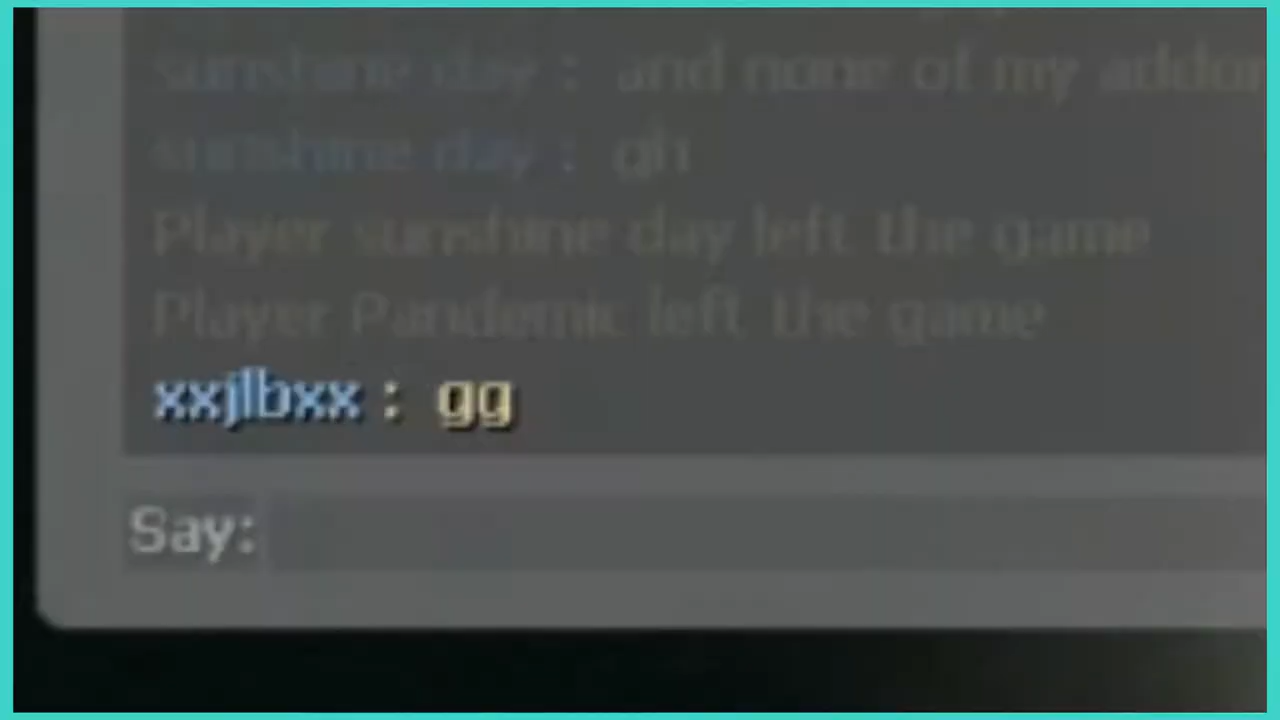 sunshine day : and none of my addon
sunshine day : gh
Player sunshine day left the game
Player Pandemic left the game
xxjlbxx : gg
Say: